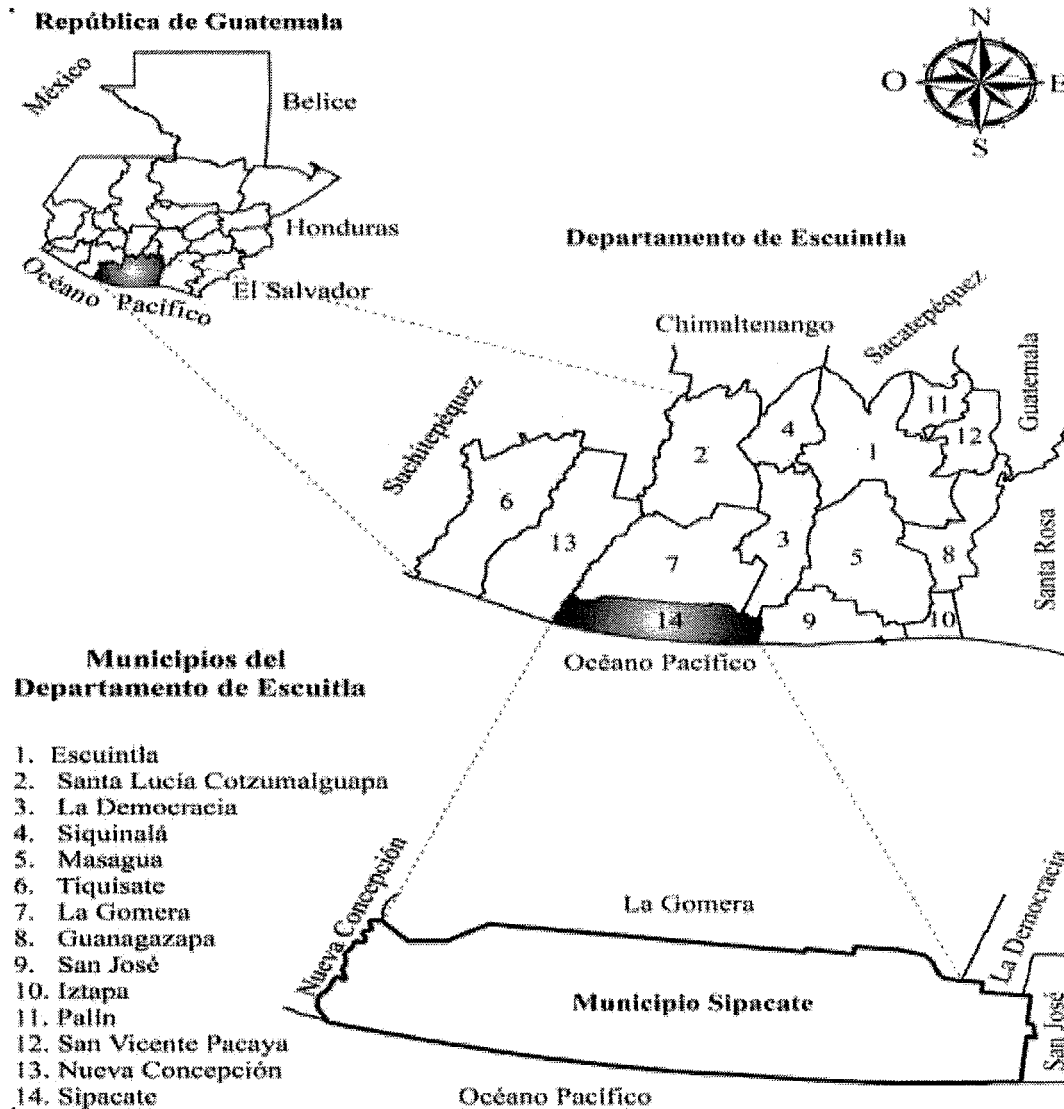 República de Guatemala
México
Belice
Honduras
El Salvador
Océano Pacífico
N
O
E
S
Departamento de Escuintla
Chimaltenango
Sacatepéquez
Guatemala
Suchitepéquez
Santa Rosa
11
4
12
2
1
6
13
3
7
5
8
14
9
10
Océano Pacífico
Municipios del
Departamento de Escuitla
1. Escuintla
2. Santa Lucía Cotzumalguapa
3. La Democracia
4. Siquinalá
5. Masagua
6. Tiquisate
7. La Gomera
8. Guanagazapa
9. San José
10. Iztapa
11. Palín
12. San Vicente Pacaya
13. Nueva Concepción
14. Sipacate
Nueva Concepción
La Gomera
La Democracia
Municipio Sipacate
San José
Océano Pacífico